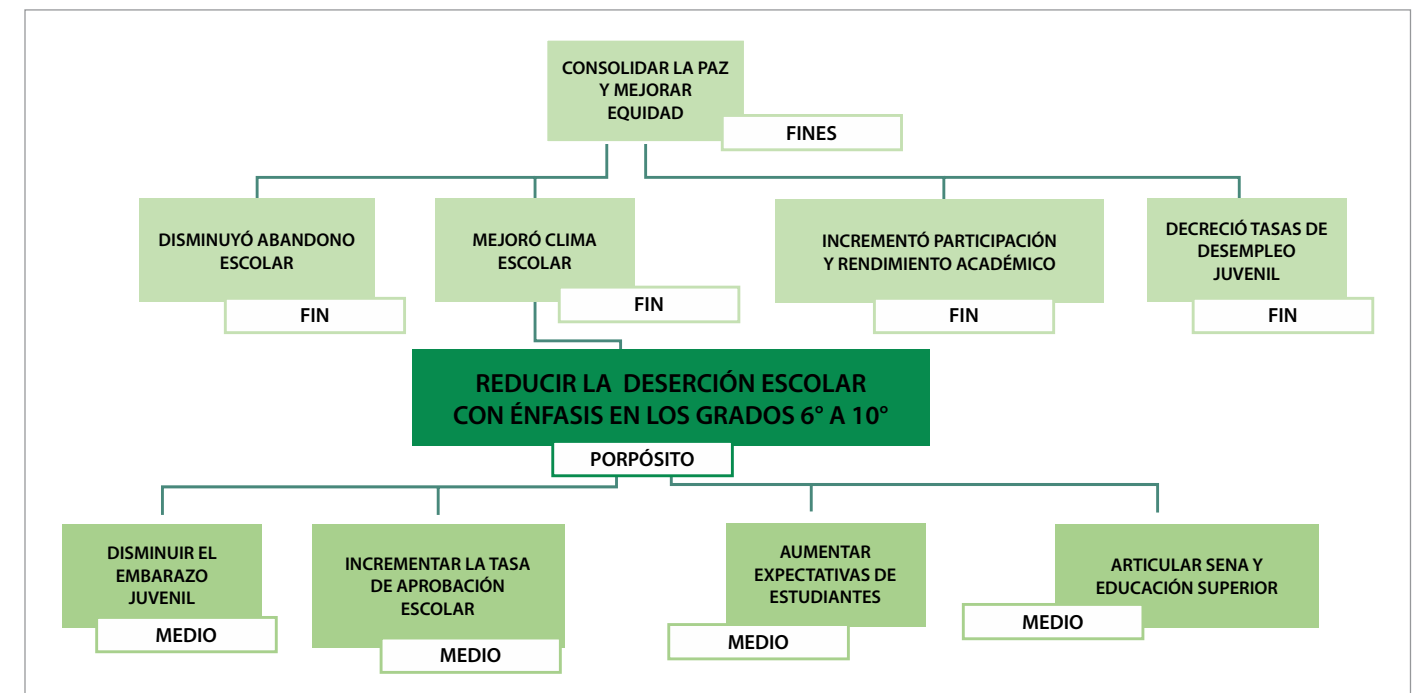 CONSOLIDAR LA PAZ
Y MEJORAR
EQUIDAD
FINES
DISMINUYÓ ABANDONO
ESCOLAR
FIN
MEJORÓ CLIMA
ESCOLAR
FIN
INCREMENTÓ PARTICIPACIÓN
Y RENDIMIENTO ACADÉMICO
FIN
DECRECIÓ TASAS DE
DESEMPLEO
JUVENIL
FIN
REDUCIR LA DESERCIÓN ESCOLAR
CON ÉNFASIS EN LOS GRADOS 6° A 10°
PORPÓSITO
DISMINUIR EL
EMBARAZO
JUVENIL
MEDIO
INCREMENTAR LA TASA
DE APROBACIÓN
ESCOLAR
MEDIO
AUMENTAR
EXPECTATIVAS DE
ESTUDIANTES
MEDIO
ARTICULAR SENA Y
EDUCACIÓN SUPERIOR
MEDIO